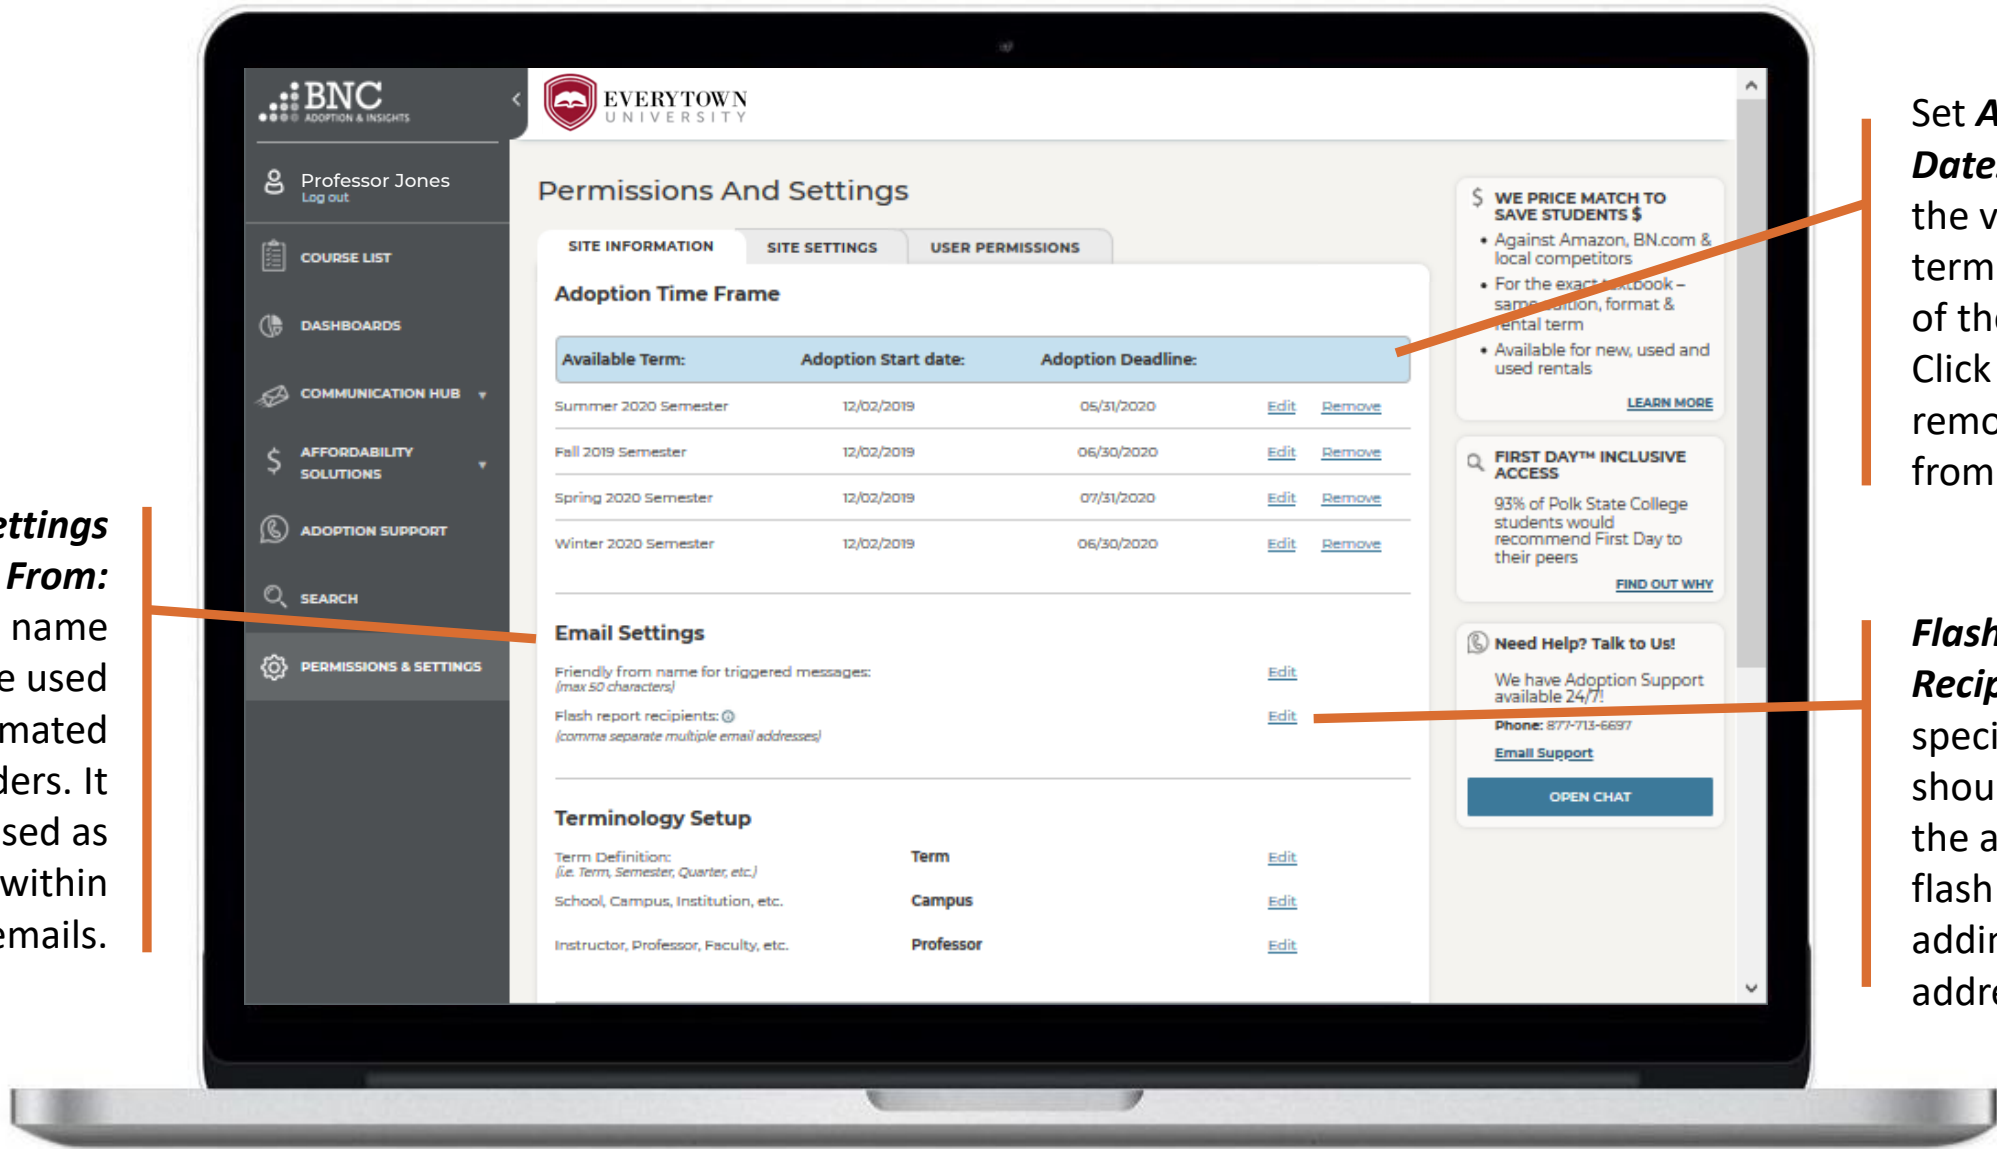 BNC
ADOPTION & INSIGHTS
Professor Jones
Log out
COURSE LIST
DASHBOARDS
COMMUNICATION HUB
AFFORDABILITY
SOLUTIONS
ADOPTION SUPPORT
SEARCH
PERMISSIONS & SETTINGS
EVERYTOWN
UNIVERSITY
Permissions And Settings
SITE INFORMATION SITE SETTINGS USER PERMISSIONS
Adoption Time Frame
Available Term: Adoption Start date: Adoption Deadline:
Summer 2020 Semester 12/02/2019 05/31/2020 Edit Remove
Fall 2019 Semester 12/02/2019 06/30/2020 Edit Remove
Spring 2020 Semester 12/02/2019 07/31/2020 Edit Remove
Winter 2020 Semester 12/02/2019 06/30/2020 Edit Remove
Email Settings
Friendly from name for triggered messages: Edit
(max 50 characters)
Flash report recipients: Edit
(comma separate multiple email addresses)
Terminology Setup
Term Definition: Term Edit
(i.e. Term, Semester, Quarter, etc.)
School, Campus, Institution, etc. Campus Edit
Instructor, Professor, Faculty, etc. Professor Edit
$ WE PRICE MATCH TO
SAVE STUDENTS $
• Against Amazon, BN.com &
local competitors
• For the exact textbook –
same edition, format &
rental term
• Available for new, used and
used rentals
LEARN MORE
FIRST DAY™ INCLUSIVE
ACCESS
93% of Polk State College
students would
recommend First Day to
their peers
FIND OUT WHY
Need Help? Talk to Us!
We have Adoption Support
available 24/7!
Phone: 877-713-6697
Email Support
OPEN CHAT
ettings
From:
name
e used
mated
ders. It
sed as
within
emails.
Set A
Date
the v
term
of the
Click
remo
from
Flash
Recip
speci
shou
the a
flash
addin
addre